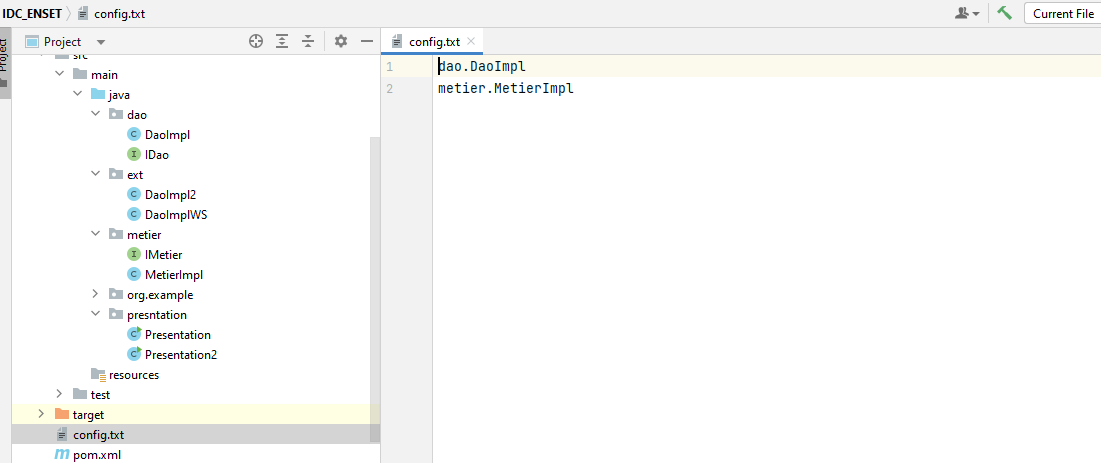 IDC_ENSET
config.txt
Current File
Project
Project
src
main
java
dao
DaoImpl
IDao
ext
DaoImpl2
DaoImplWS
metier
IMetier
MetierImpl
org.example
presntation
Presentation
Presentation2
resources
test
target
config.txt
pom.xml
config.txt
1 dao.DaoImpl
2 metier.MetierImpl